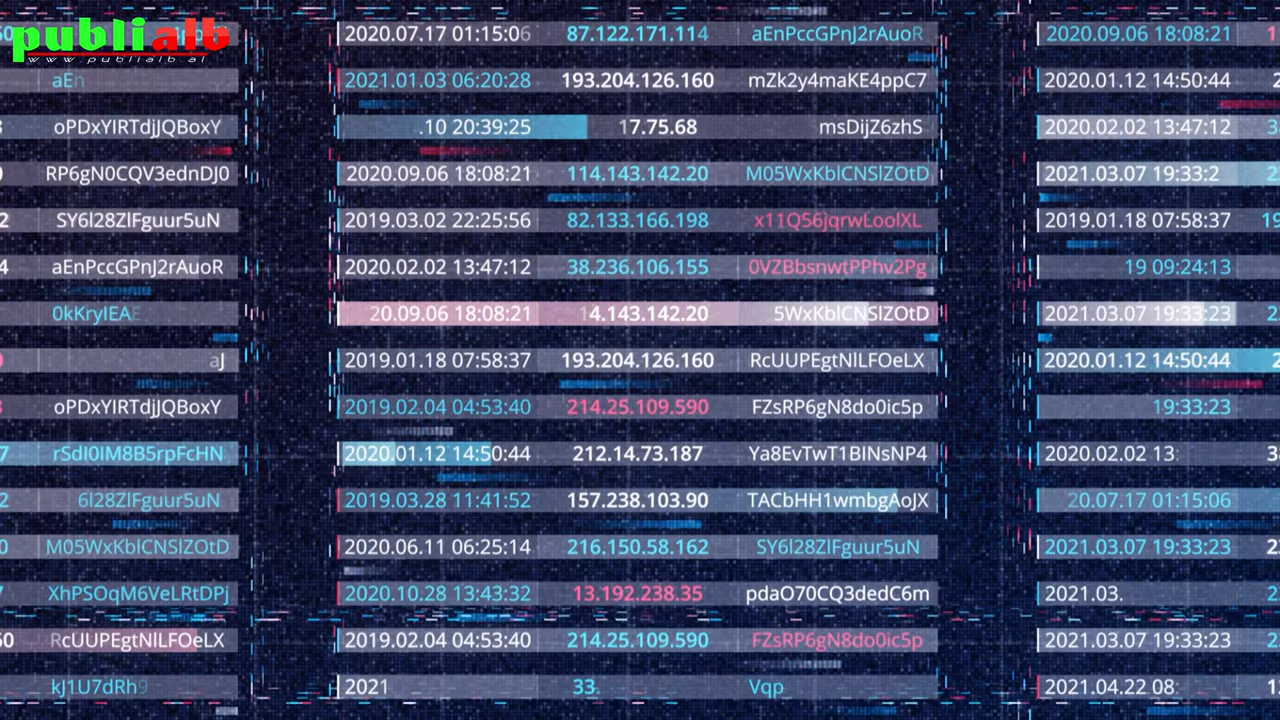 publialb
www.publialb.al
aEn
oPDxYIRTdjJQBoxY
RP6gN0CQV3ednDJ0
SY6l28ZlFguur5uN
aEnPccGPnJ2rAuoR
0kKryIEAE
aJ
oPDxYIRTdjJQBoxY
rSdI0IM8B5rpFcHN
6l28ZlFguur5uN
M05WxKblCNSlZOtD
XhPSOqM6VeLRtDPj
RcUUPEgtNlLFOeLX
kJ1U7dRh9
2020.07.17 01:15:06 87.122.171.114 aEnPccGPnJ2rAuoR
2021.01.03 06:20:28 193.204.126.160 mZk2y4maKE4ppC7
.10 20:39:25 17.75.68 msDijZ6zhS
2020.09.06 18:08:21 114.143.142.20 M05WxKblCNSlZOtD
2019.03.02 22:25:56 82.133.166.198 x11Q56jqrwLoolXL
2020.02.02 13:47:12 38.236.106.155 0VZBbsnwtPPhv2Pg
20.09.06 18:08:21 14.143.142.20 5WxKblCNSlZOtD
2019.01.18 07:58:37 193.204.126.160 RcUUPEgtNlLFOeLX
2019.02.04 04:53:40 214.25.109.590 FZsRP6gN8do0ic5p
2020.01.12 14:50:44 212.14.73.187 Ya8EvTwT1BINsNP4
2019.03.28 11:41:52 157.238.103.90 TACbHH1wmbgAoJX
2020.06.11 06:25:14 216.150.58.162 SY6l28ZlFguur5uN
2020.10.28 13:43:32 13.192.238.35 pdaO70CQ3dedC6m
2019.02.04 04:53:40 214.25.109.590 FZsRP6gN8do0ic5p
2021 33. Vqp
2020.09.06 18:08:21
2020.01.12 14:50:44
2020.02.02 13:47:12
2021.03.07 19:33:2
2019.01.18 07:58:37
19 09:24:13
2021.03.07 19:33:23
2020.01.12 14:50:44
19:33:23
2020.02.02 13:
20.07.17 01:15:06
2021.03.07 19:33:23
2021.03.
2021.03.07 19:33:23
2021.04.22 08: